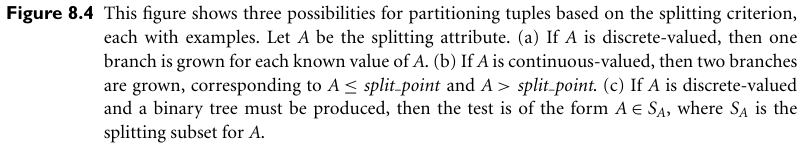 Figure 8.4 This figure shows three possibilities for partitioning tuples based on the splitting criterion,
each with examples. Let A be the splitting attribute. (a) If A is discrete-valued, then one
branch is grown for each known value of A. (b) If A is continuous-valued, then two branches
are grown, corresponding to A ≤ split_point and A > split_point. (c) If A is discrete-valued
and a binary tree must be produced, then the test is of the form A ∈ S_A, where S_A is the
splitting subset for A.